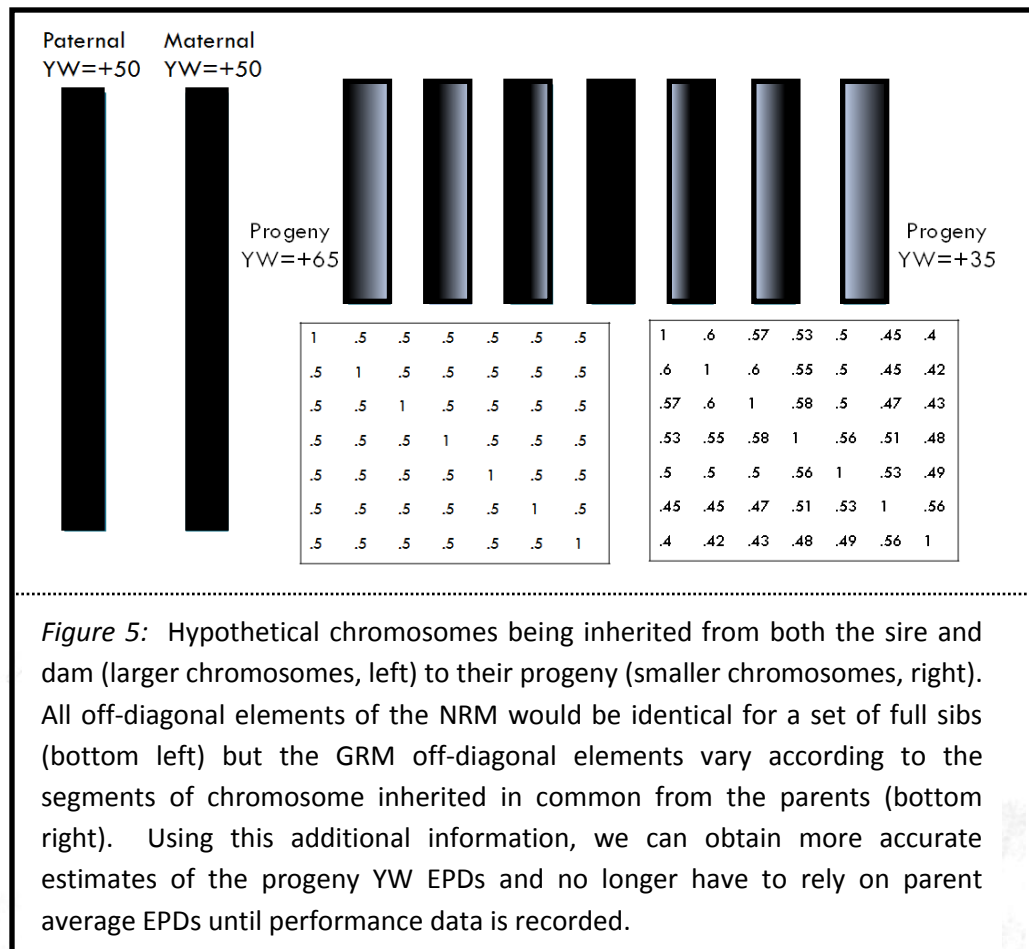 Paternal Maternal
YW=+50 YW=+50
Progeny
YW=+65
Progeny
YW=+35
1 .5 .5 .5 .5 .5 .5
.5 1 .5 .5 .5 .5 .5
.5 .5 1 .5 .5 .5 .5
.5 .5 .5 1 .5 .5 .5
.5 .5 .5 .5 1 .5 .5
.5 .5 .5 .5 .5 1 .5
.5 .5 .5 .5 .5 .5 1
1 .6 .57 .53 .5 .45 .4
.6 1 .6 .55 .5 .45 .42
.57 .6 1 .58 .5 .47 .43
.53 .55 .58 1 .56 .51 .48
.5 .5 .5 .56 1 .53 .49
.45 .45 .47 .51 .53 1 .56
.4 .42 .43 .48 .49 .56 1
Figure 5: Hypothetical chromosomes being inherited from both the sire and
dam (larger chromosomes, left) to their progeny (smaller chromosomes, right).
All off-diagonal elements of the NRM would be identical for a set of full sibs
(bottom left) but the GRM off-diagonal elements vary according to the
segments of chromosome inherited in common from the parents (bottom
right). Using this additional information, we can obtain more accurate
estimates of the progeny YW EPDs and no longer have to rely on parent
average EPDs until performance data is recorded.